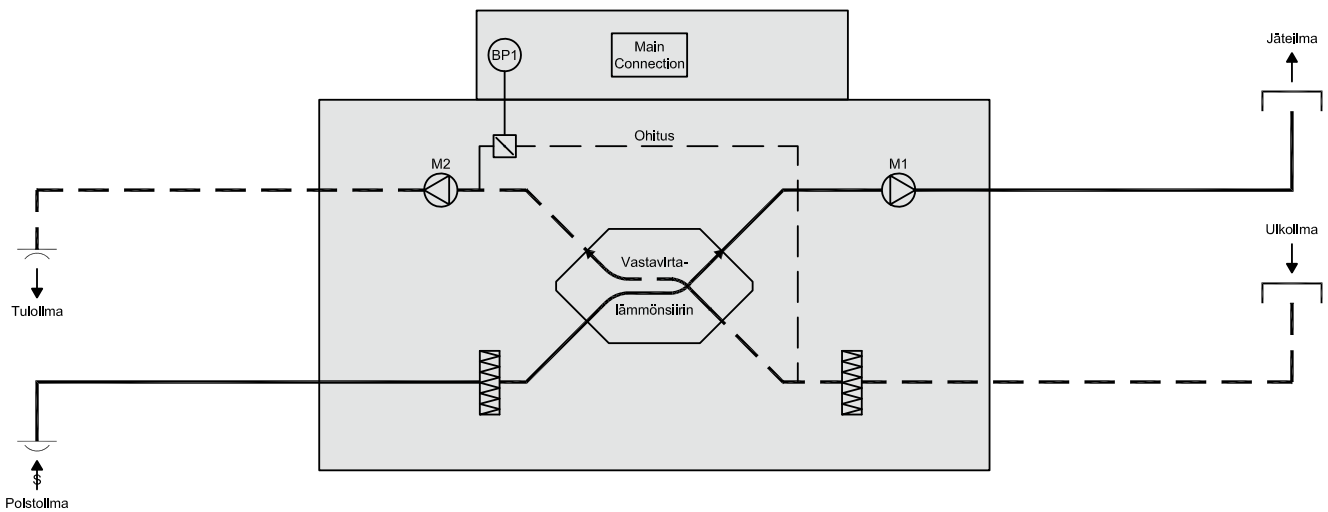 BP1
Main
Connection
Jäteilma
Ohitus
M2
M1
Ulkoilma
Vastavirta-
Tuloilma
lämmönsiirin
S
Poistoilma